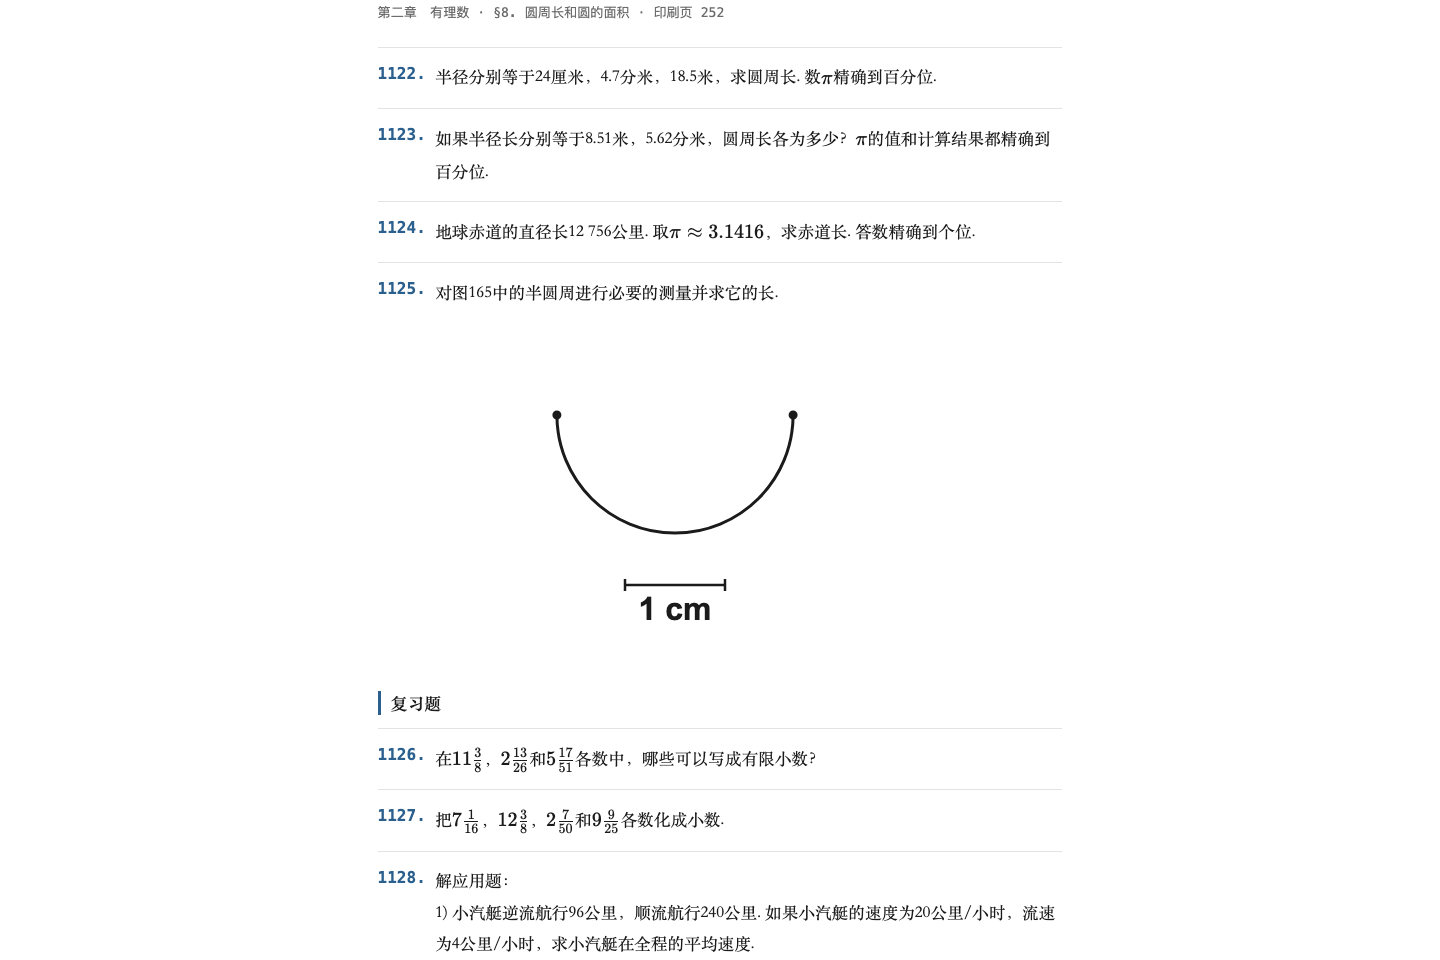 第二章 有理数 · §8. 圆周长和圆的面积 · 印刷页 252
1122. 半径分别等于24厘米，4.7分米，18.5米，求圆周长. 数π精确到百分位.
1123. 如果半径长分别等于8.51米，5.62分米，圆周长各为多少？π的值和计算结果都精确到
百分位.
1124. 地球赤道的直径长12 756公里. 取π ≈ 3.1416，求赤道长. 答数精确到个位.
1125. 对图165中的半圆周进行必要的测量并求它的长.
1 cm
复习题
1126. 在11 3/8，2 13/26和5 17/51各数中，哪些可以写成有限小数？
1127. 把7 1/16，12 3/8，2 7/50和9 9/25各数化成小数.
1128. 解应用题：
1) 小汽艇逆流航行96公里，顺流航行240公里. 如果小汽艇的速度为20公里/小时，流速
为4公里/小时，求小汽艇在全程的平均速度.